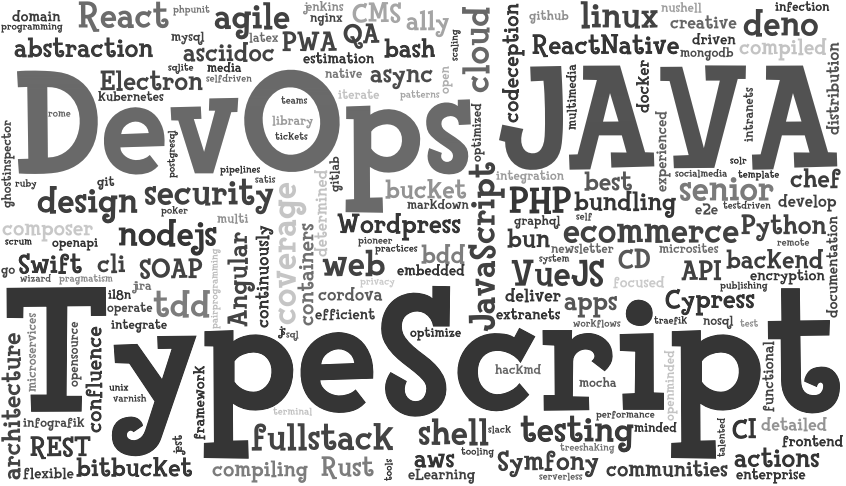 domain
programming
React
phpunit
agile
jenkins
nginx
CMS
ally
linux
github
nushell
creative
deno
infection
abstraction
mysql
asciidoc
latex
PWA
QA
bash
scaling
cloud
codeception
ReactNative
driven
mongodb
compiled
sqlite
media
selfdriven
estimation
native
async
open
Electron
Kubernetes
iterate
patterns
multimedia
docker
intranets
distribution
DevOps
JAVA
rome
teams
library
tickets
optimized
experienced
solr
ghostinspector
postgresql
pipelines
gitlab
integration
socialmedia
template
ruby
git
satis
design
security
coverage
determined
bucket
markdown
JavaScript
PHP
best
bundling
senior
e2e
testdriven
chef
develop
poker
multi
composer
scrum
openapi
nodejs
Wordpress
pioneer
practices
graphql
self
bun
ecommerce
Python
remote
documentation
go
Swift
cli
SOAP
Angular
continuously
containers
web
bdd
embedded
system
newsletter
microsites
CD
API
backend
encryption
wizard
pragmatism
jra
pairprogramming
privacy
VueJS
focused
publishing
il8n
operate
tdd
cordova
efficient
deliver
extranets
apps
Cypress
integrate
js
sql
optimize
workflows
traefik
nosql
test
TypeScript
microservices
opensource
confluence
architecture
hacKmd
mocha
openminded
functional
unix
varnish
framework
terminal
performance
minded
talented
infografik
REST
jest
fullstack
shell
slack
testing
CI
detailed
frontend
flexible
bitbucket
compiling
Rust
tools
aws
tooling
eLearning
Symfony
treeshaking
serverless
communities
actions
enterprise